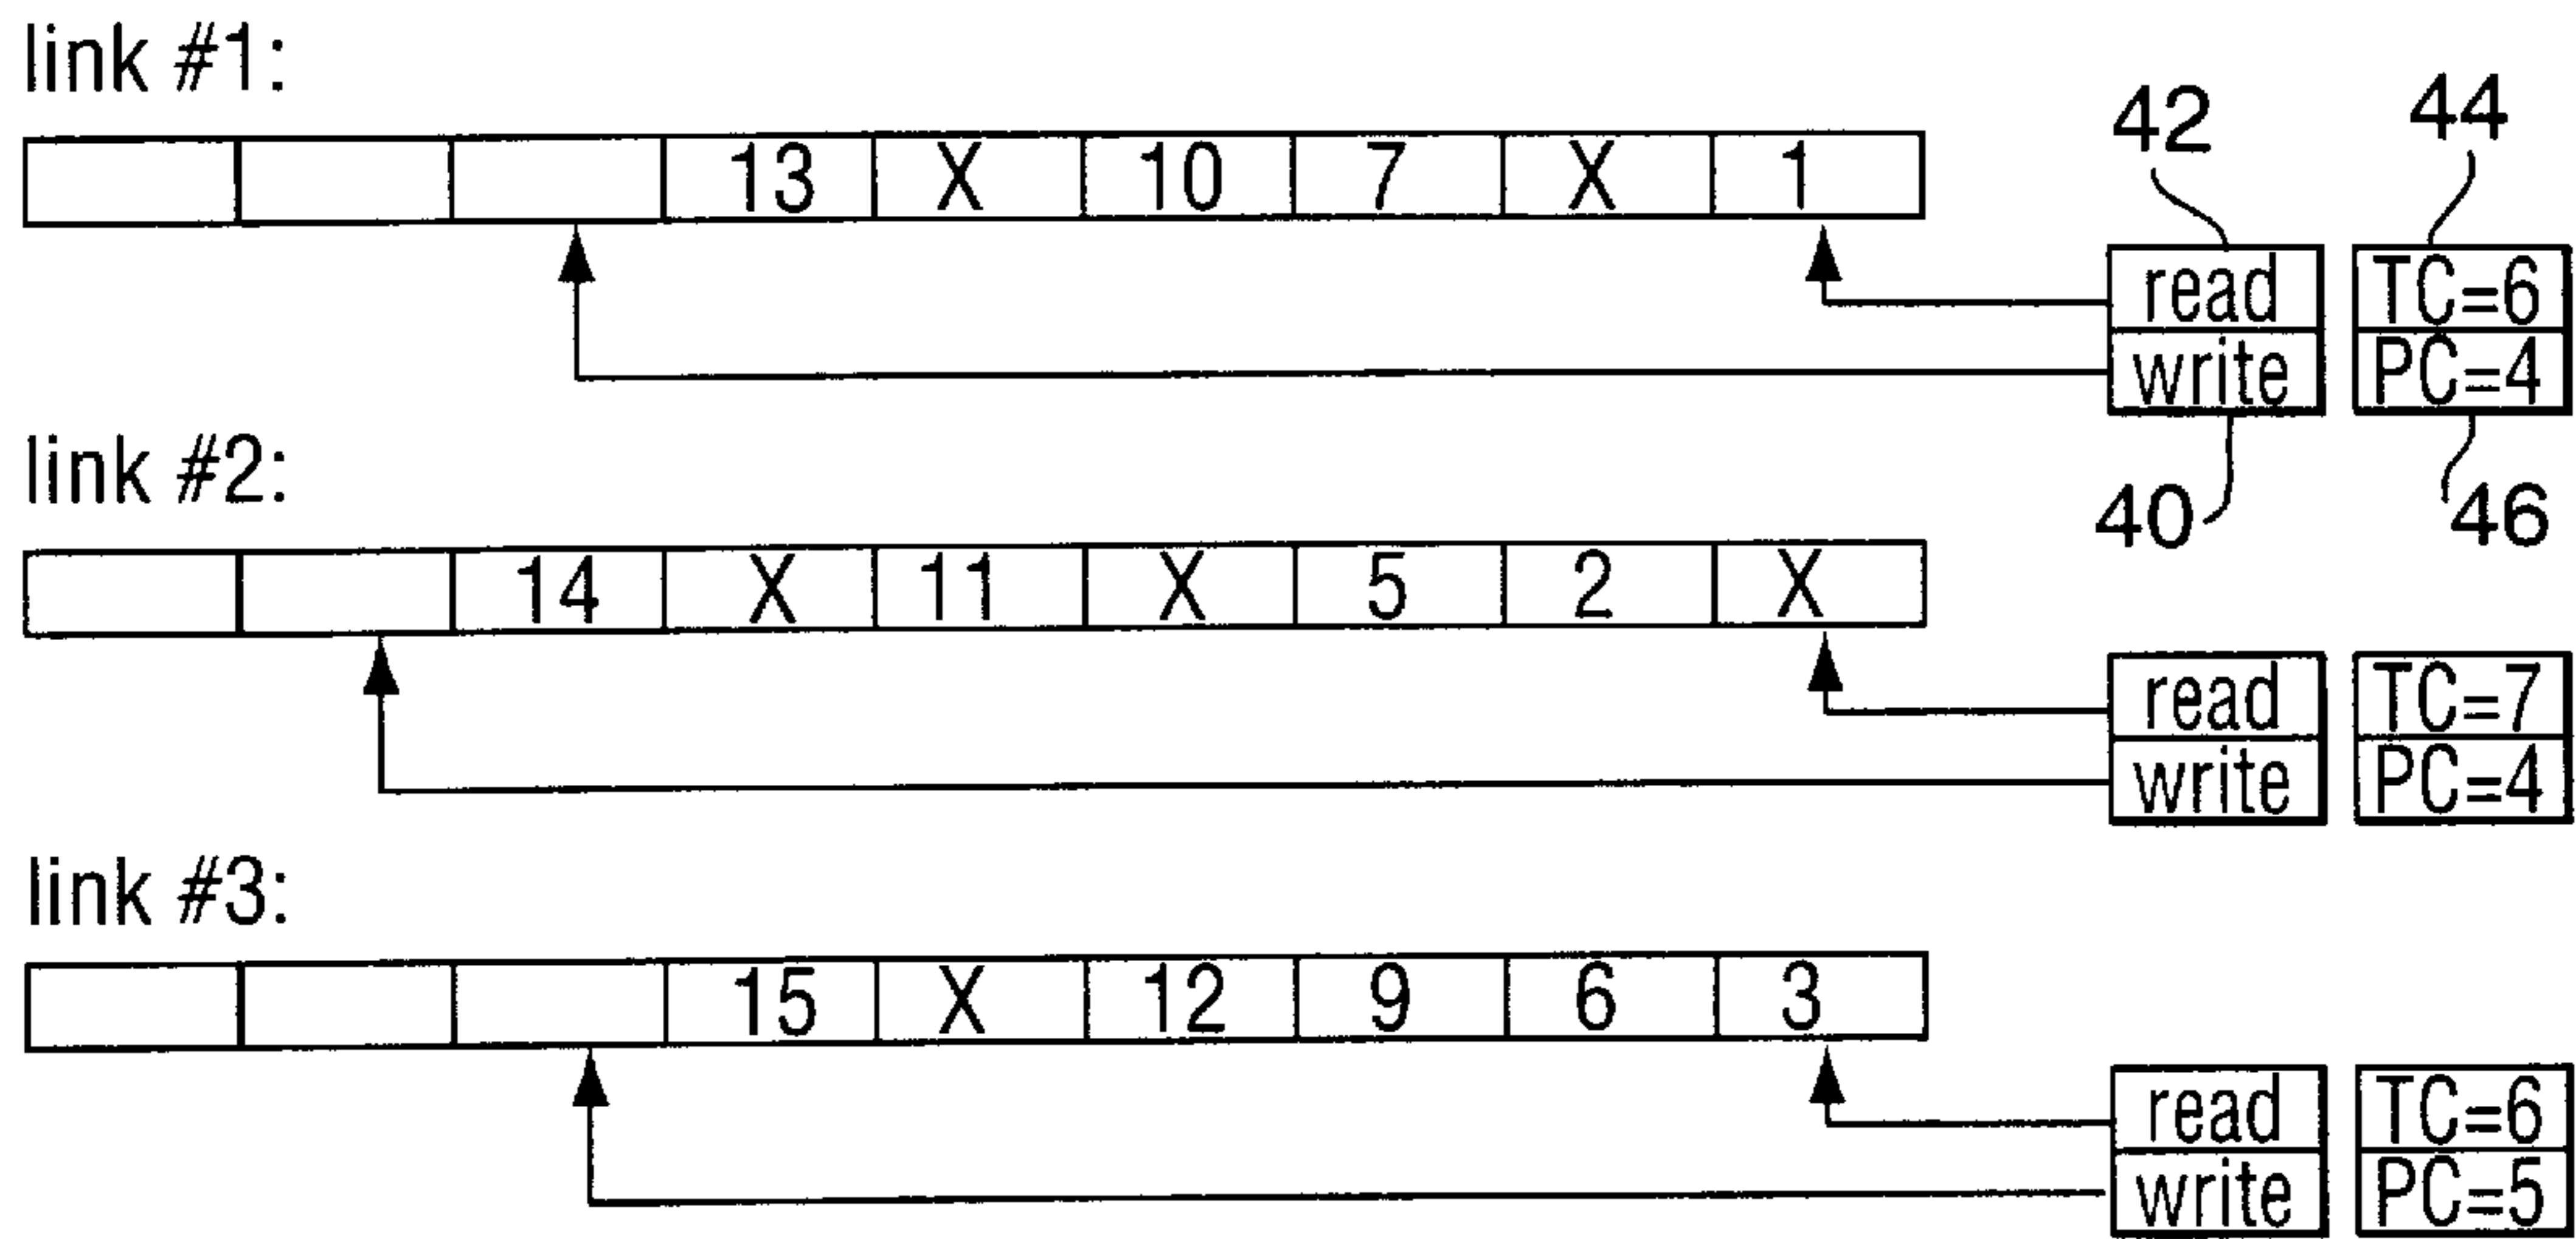 link #1:
42 44
13 X 10 7 X 1
read TC=6
write PC=4
40 46
link #2:
14 X 11 X 5 2 X
read TC=7
write PC=4
link #3:
15 X 12 9 6 3
read TC=6
write PC=5